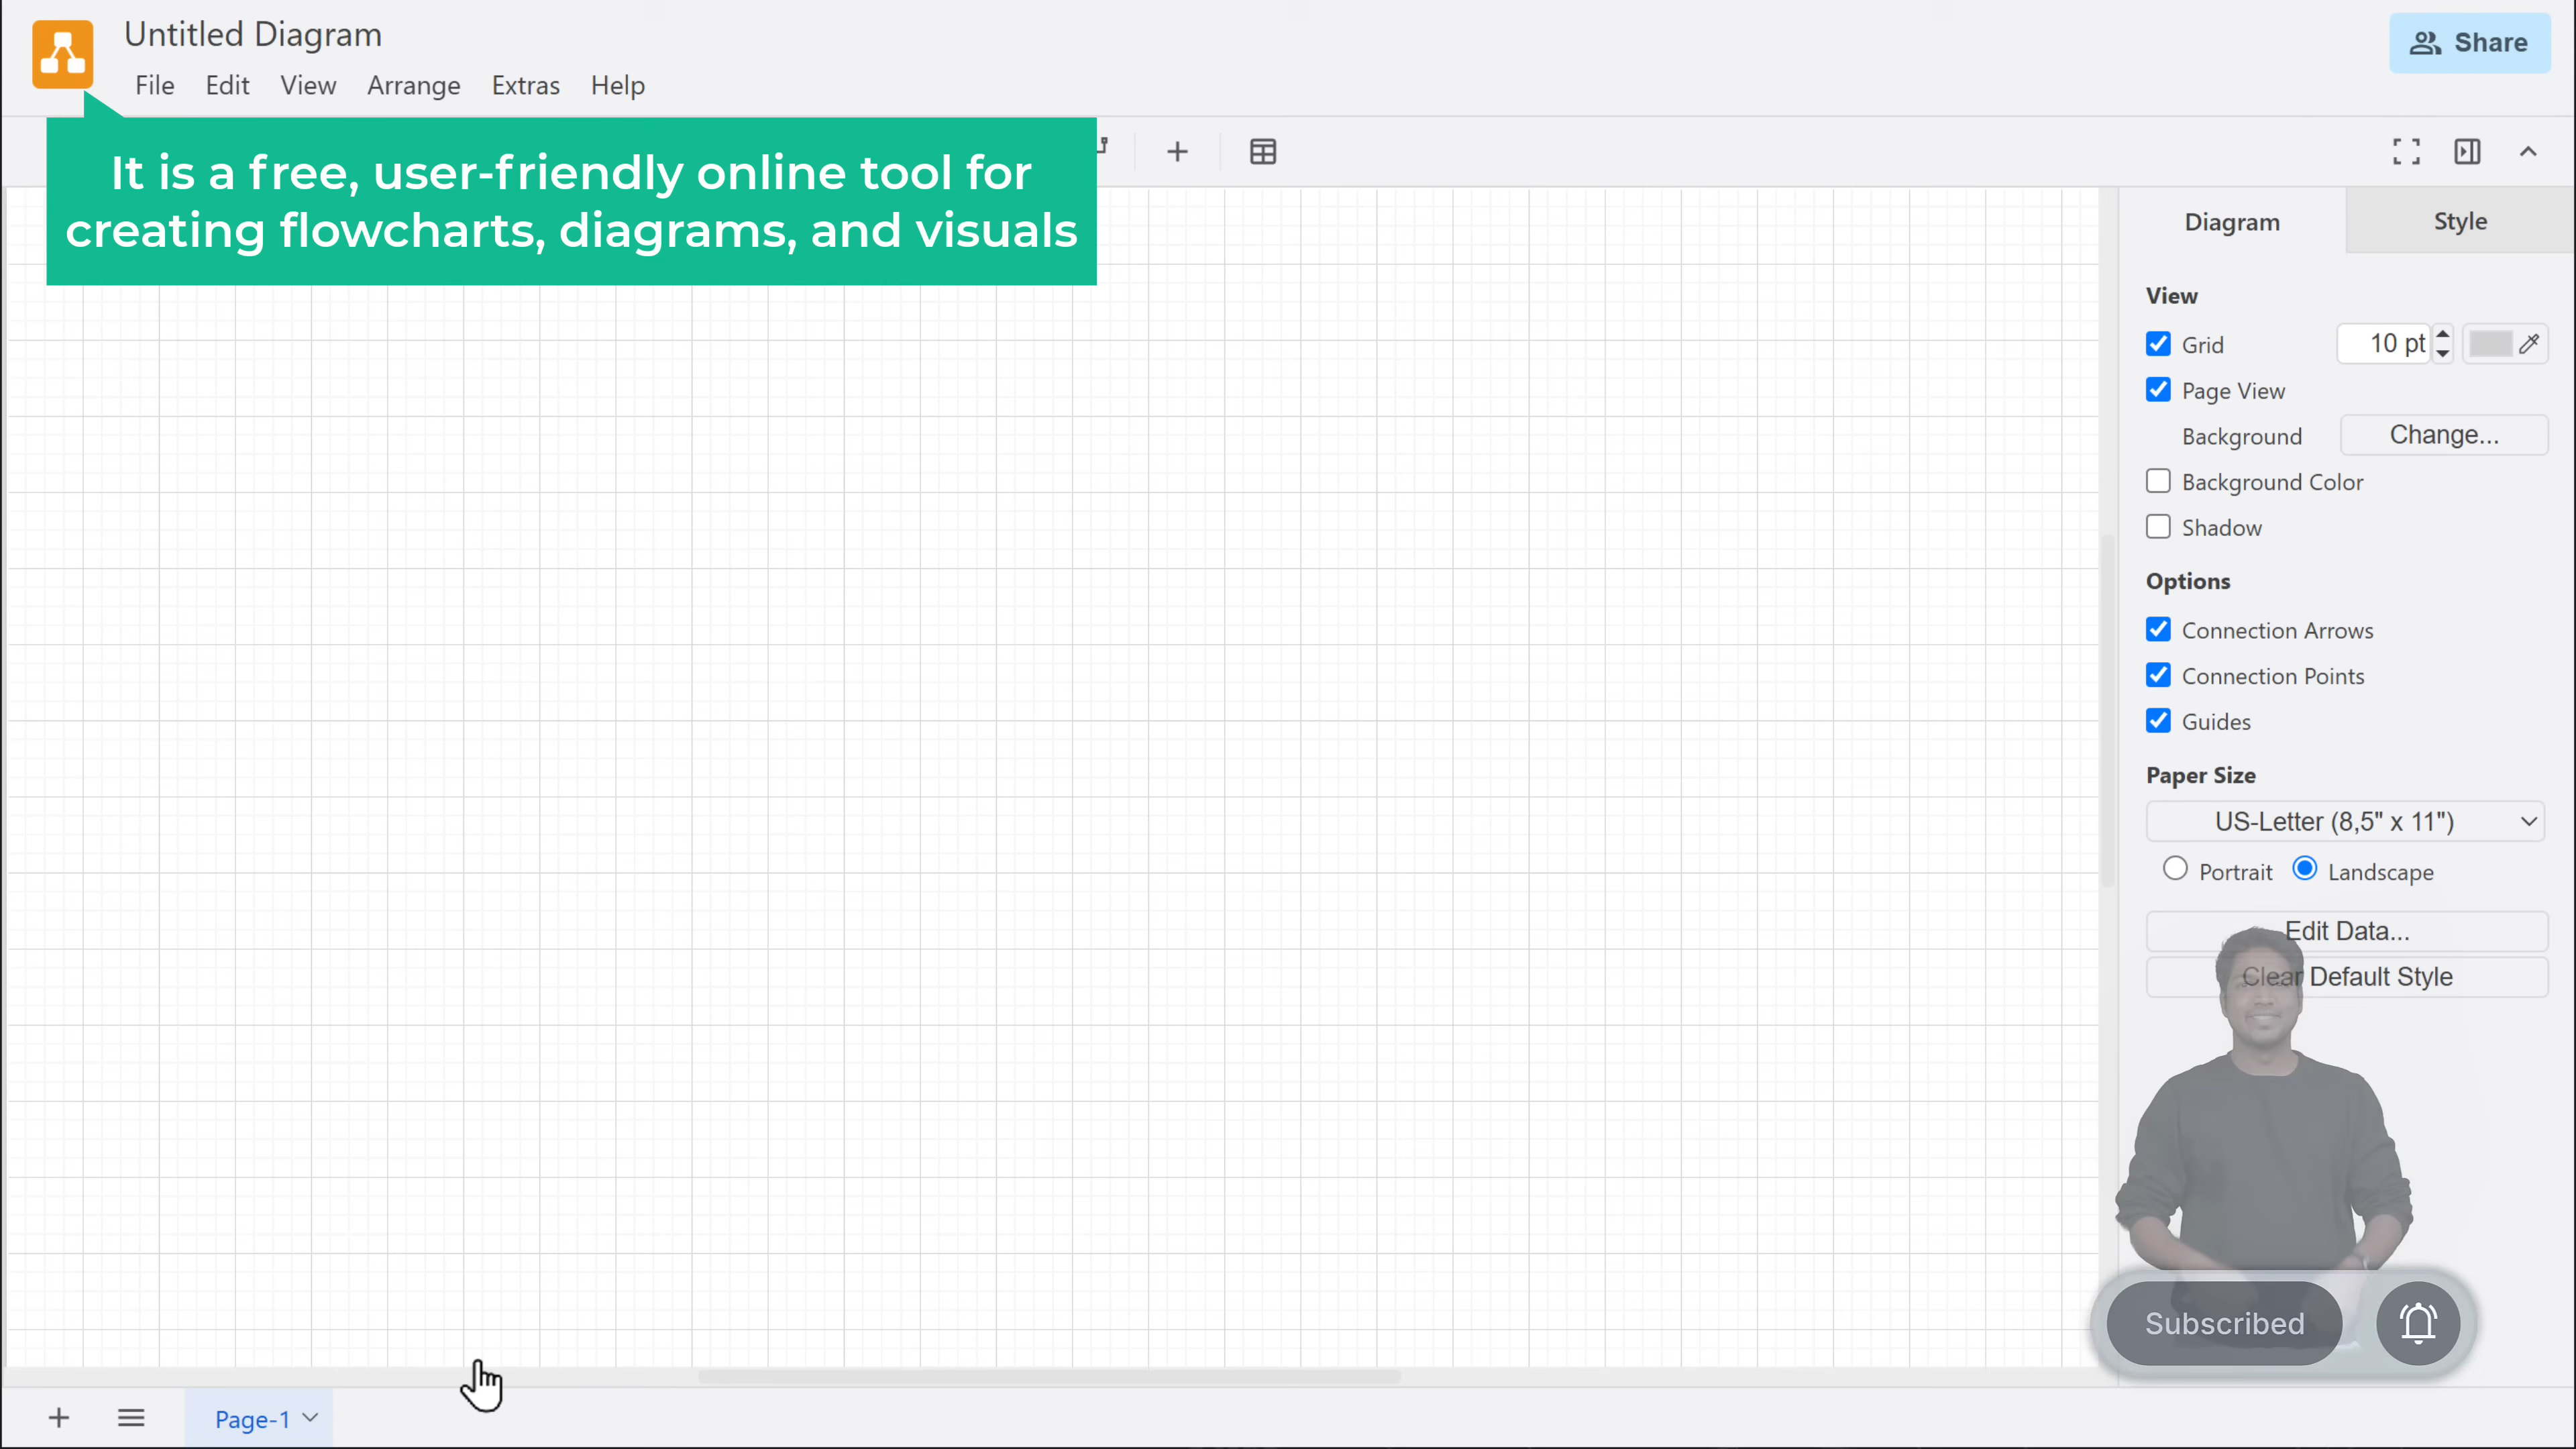 Untitled Diagram
Share
File Edit View Arrange Extras Help
It is a free, user-friendly online tool for
creating flowcharts, diagrams, and visuals
Diagram Style
View
Grid 10 pt
Page View
Background Change...
Background Color
Shadow
Options
Connection Arrows
Connection Points
Guides
Paper Size
US-Letter (8,5" x 11")
Portrait Landscape
Edit Data...
Clear Default Style
Subscribed
Page-1